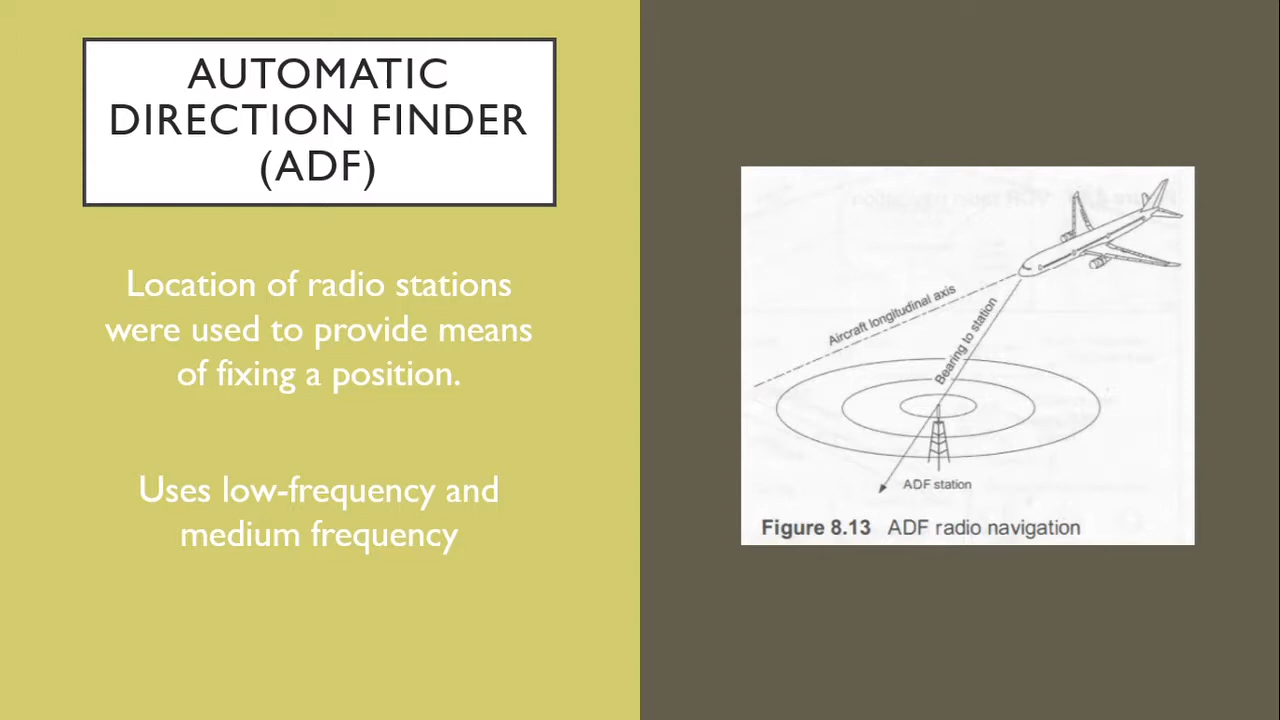 AUTOMATIC
DIRECTION FINDER
(ADF)
Location of radio stations
were used to provide means
of fixing a position.
Uses low-frequency and
medium frequency
Aircraft longitudinal axis
Bearing to station
ADF station
Figure 8.13 ADF radio navigation